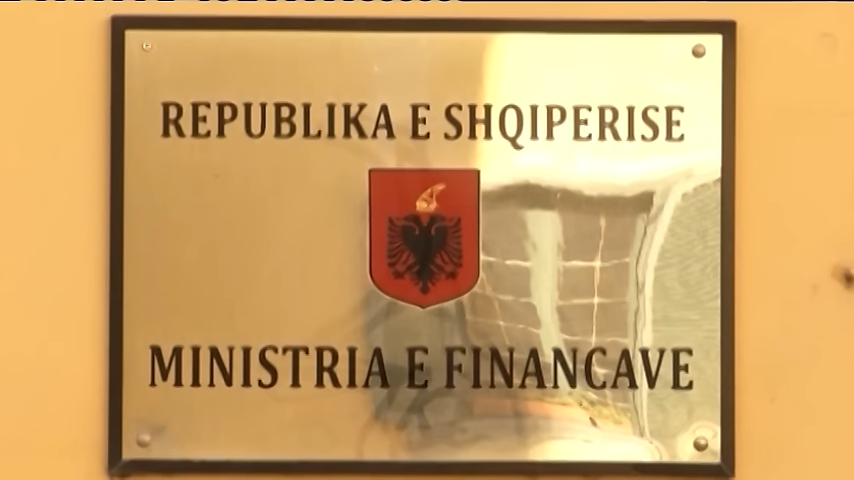 REPUBLIKA E SHQIPERISE
MINISTRIA E FINANCAVE